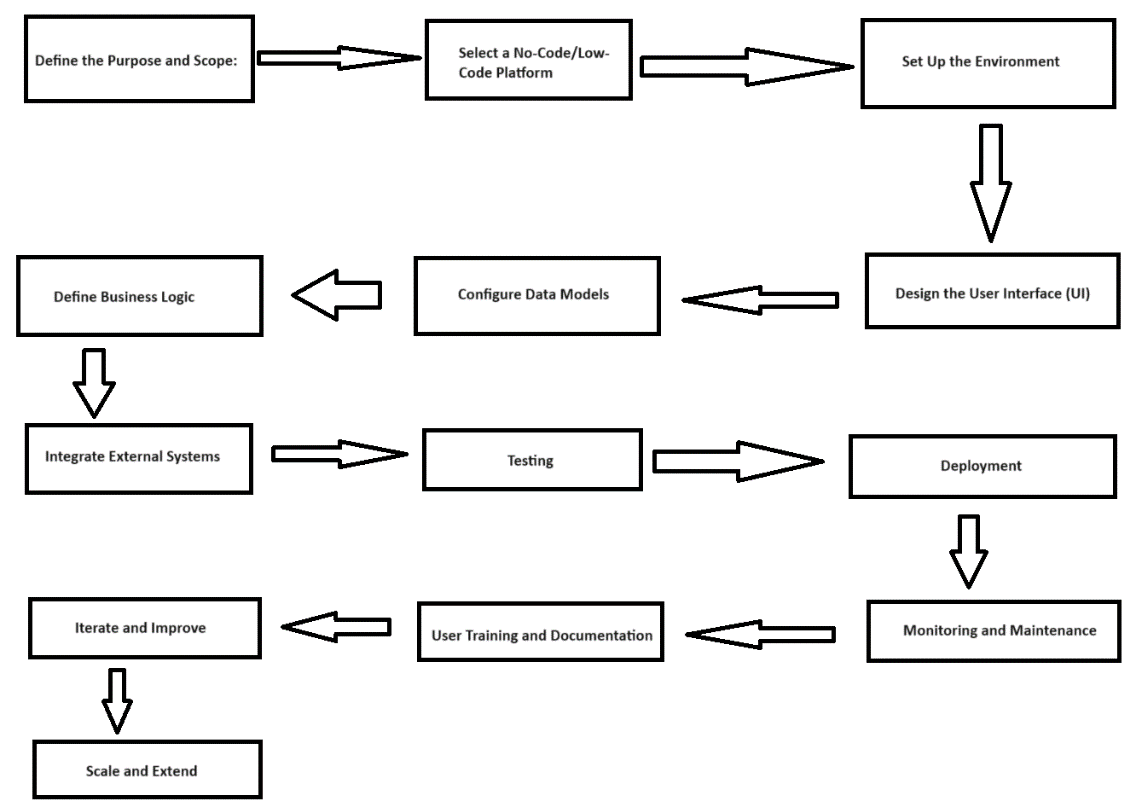 Define the Purpose and Scope:
Select a No-Code/Low-
Code Platform
Set Up the Environment
Design the User Interface (UI)
Configure Data Models
Define Business Logic
Integrate External Systems
Testing
Deployment
Monitoring and Maintenance
User Training and Documentation
Iterate and Improve
Scale and Extend